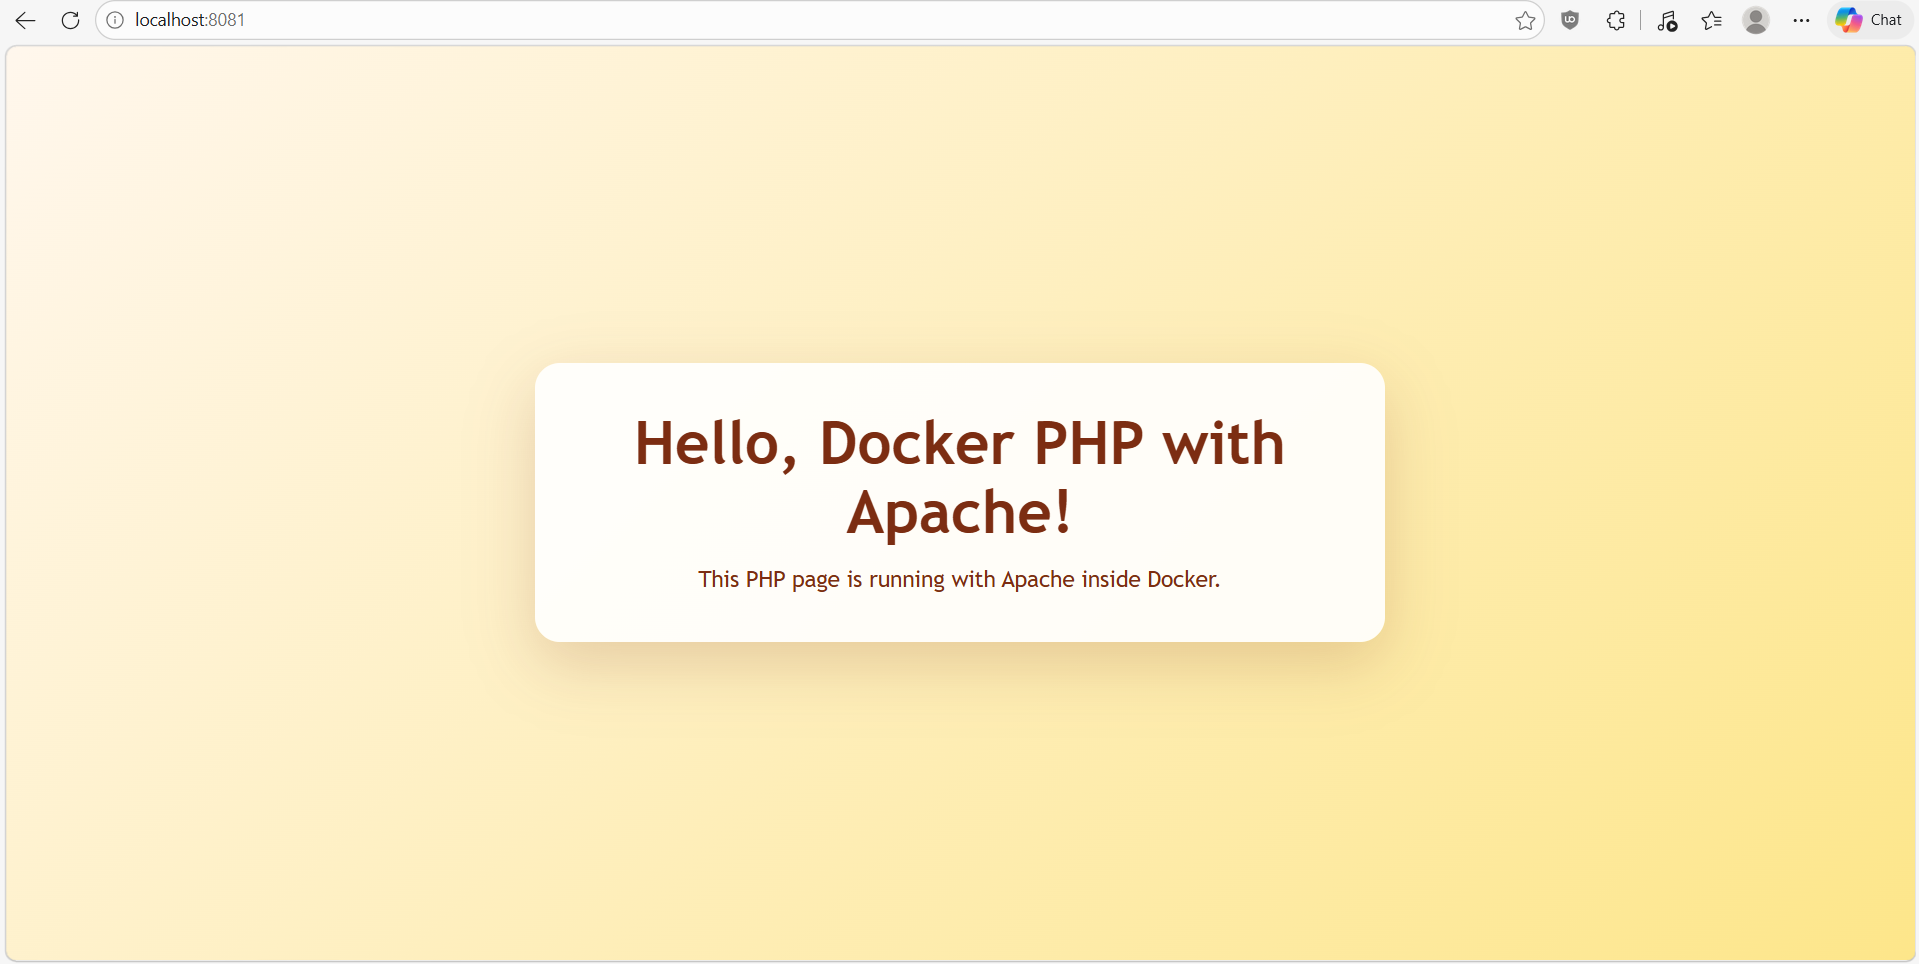 localhost:8081
Chat
Hello, Docker PHP with
Apache!
This PHP page is running with Apache inside Docker.